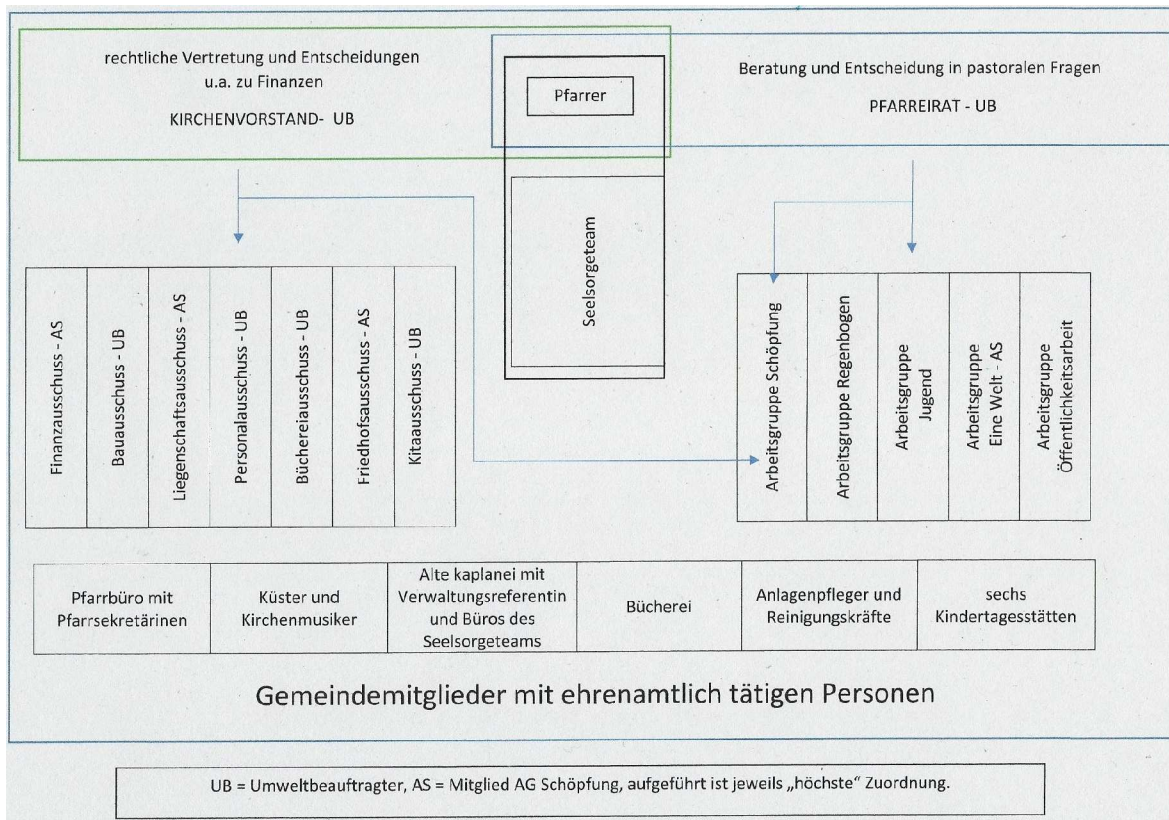 rechtliche Vertretung und Entscheidungen
u.a. zu Finanzen
KIRCHENVORSTAND- UB
Pfarrer
Beratung und Entscheidung in pastoralen Fragen
PFARREIRAT - UB
Seelsorgeteam
Finanzausschuss - AS
Bauausschuss - UB
Liegenschaftsausschuss - AS
Personalausschuss - UB
Büchereiausschuss - UB
Friedhofsausschuss - AS
Kitaausschuss - UB
Arbeitsgruppe Schöpfung
Arbeitsgruppe Regenbogen
Arbeitsgruppe
Jugend
Arbeitsgruppe
Eine Welt - AS
Arbeitsgruppe
Öffentlichkeitsarbeit
Pfarrbüro mit
Pfarrsekretärinen
Küster und
Kirchenmusiker
Alte kaplanei mit
Verwaltungsreferentin
und Büros des
Seelsorgeteams
Bücherei
Anlagenpfleger und
Reinigungskräfte
sechs
Kindertagesstätten
Gemeindemitglieder mit ehrenamtlich tätigen Personen
UB = Umweltbeauftragter, AS = Mitglied AG Schöpfung, aufgeführt ist jeweils „höchste“ Zuordnung.